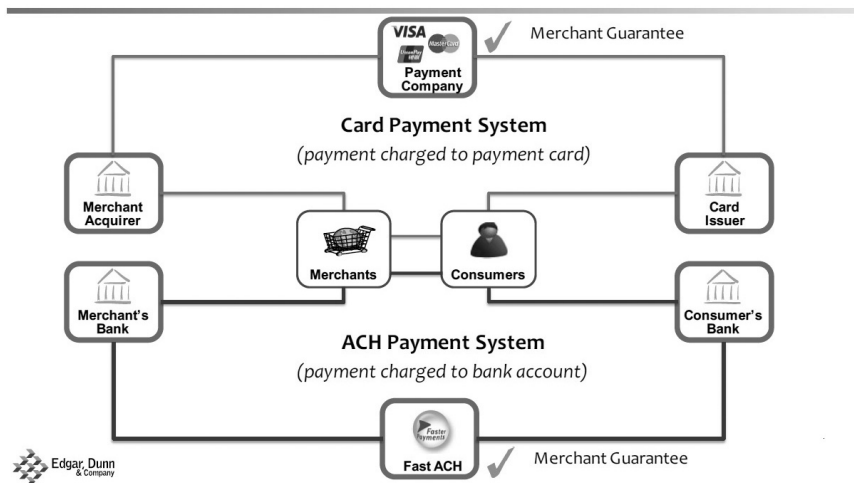 VISA
MasterCard
UnionPay
Merchant Guarantee
Payment
Company
Card Payment System
(payment charged to payment card)
Merchant
Acquirer
Card
Issuer
Merchants
Consumers
Merchant's
Bank
Consumer's
Bank
ACH Payment System
(payment charged to bank account)
Faster
Payments
Fast ACH
Merchant Guarantee
Edgar, Dunn
& Company